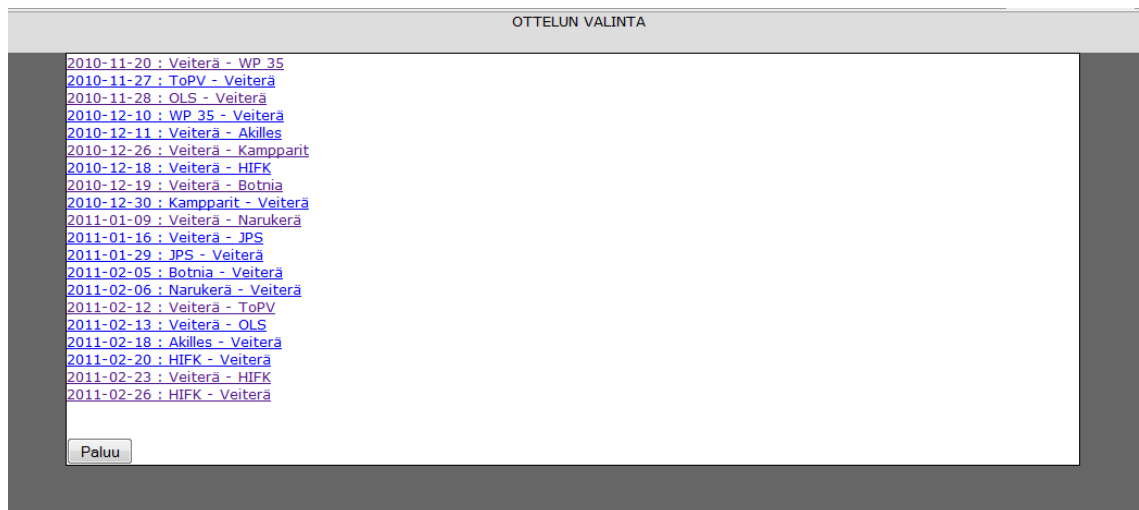 OTTELUN VALINTA
2010-11-20 : Veiterä - WP 35
2010-11-27 : ToPV - Veiterä
2010-11-28 : OLS - Veiterä
2010-12-10 : WP 35 - Veiterä
2010-12-11 : Veiterä - Akilles
2010-12-26 : Veiterä - Kampparit
2010-12-18 : Veiterä - HIFK
2010-12-19 : Veiterä - Botnia
2010-12-30 : Kampparit - Veiterä
2011-01-09 : Veiterä - Narukerä
2011-01-16 : Veiterä - JPS
2011-01-29 : JPS - Veiterä
2011-02-05 : Botnia - Veiterä
2011-02-06 : Narukerä - Veiterä
2011-02-12 : Veiterä - ToPV
2011-02-13 : Veiterä - OLS
2011-02-18 : Akilles - Veiterä
2011-02-20 : HIFK - Veiterä
2011-02-23 : Veiterä - HIFK
2011-02-26 : HIFK - Veiterä
Paluu